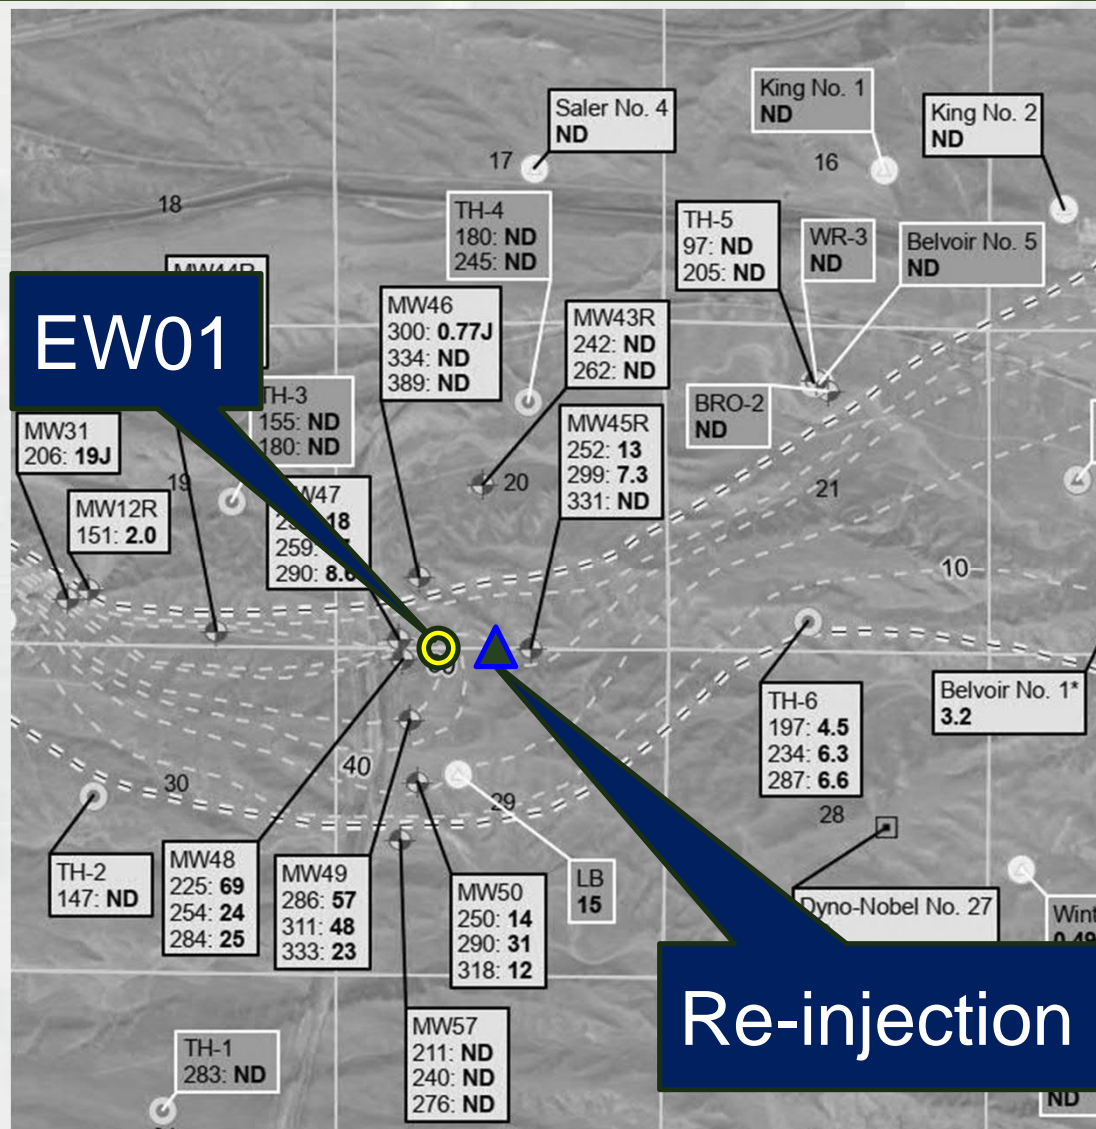 King No. 1
ND
Saler No. 4
ND
King No. 2
ND
17
16
18
TH-4
180: ND
245: ND
TH-5
97: ND
205: ND
WR-3
ND
Belvoir No. 5
ND
EW01
MW46
300: 0.77J
334: ND
389: ND
MW43R
242: ND
262: ND
TH-3
155: ND
180: ND
BRO-2
ND
MW45R
252: 13
299: 7.3
331: ND
MW31
206: 19J
19
20
21
MW12R
151: 2.0
18
259:
290:
10
TH-6
197: 4.5
234: 6.3
287: 6.6
Belvoir No. 1*
3.2
40
30
29
28
TH-2
147: ND
MW48
225: 69
254: 24
284: 25
MW49
286: 57
311: 48
333: 23
MW50
250: 14
290: 31
318: 12
LB
15
Dyno-Nobel No. 27
Re-injection
MW57
211: ND
240: ND
276: ND
TH-1
283: ND
ND